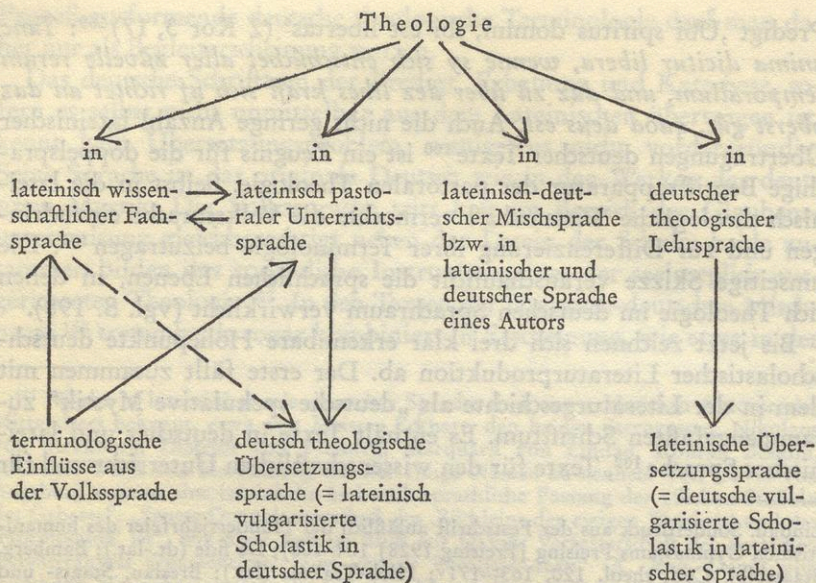 Theologie
in
lateinisch wissen-
schaftlicher Fach-
sprache
in
lateinisch pasto-
raler Unterrichts-
sprache
in
lateinisch-deut-
scher Mischsprache
bzw. in
lateinischer und
deutscher Sprache
eines Autors
in
deutscher
theologischer
Lehrsprache
terminologische
Einflüsse aus
der Volkssprache
deutsch theologische
Übersetzungs-
sprache (= lateinisch
vulgarisierte
Scholastik in
deutscher Sprache)
lateinische Über-
setzungssprache
(= deutsche vul-
garisierte Scho-
lastik in lateini-
scher Sprache)